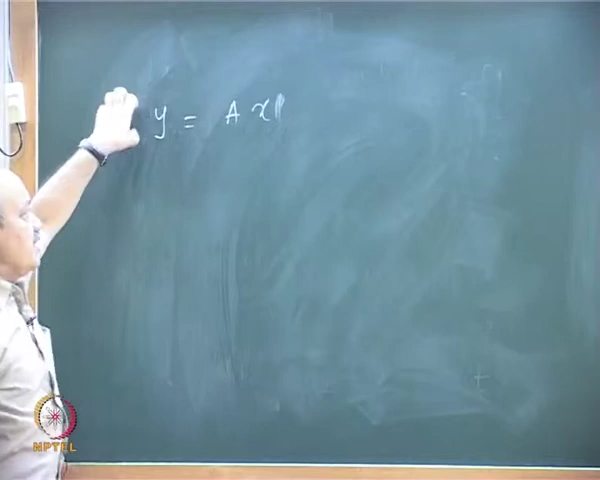 y = A x
NPTEL